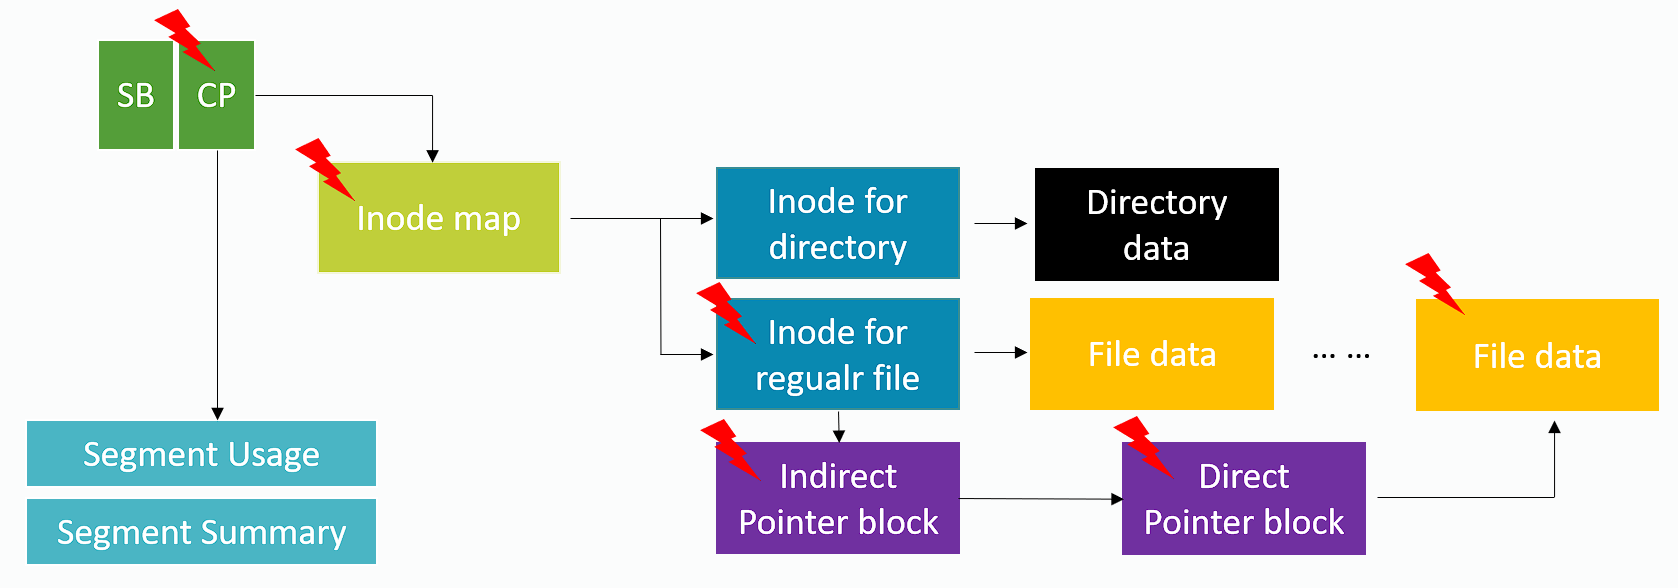 SB
CP
Inode map
Inode for
directory
Directory
data
Inode for
regualr file
File data
... ...
File data
Indirect
Pointer block
Direct
Pointer block
Segment Usage
Segment Summary